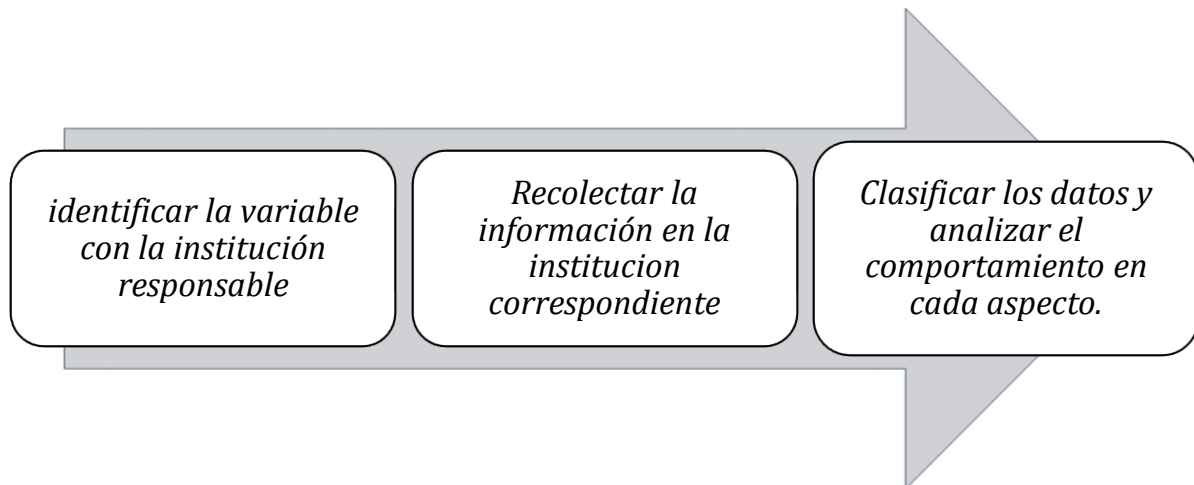 identificar la variable
con la institución
responsable
Recolectar la
información en la
institucion
correspondiente
Clasificar los datos y
analizar el
comportamiento en
cada aspecto.